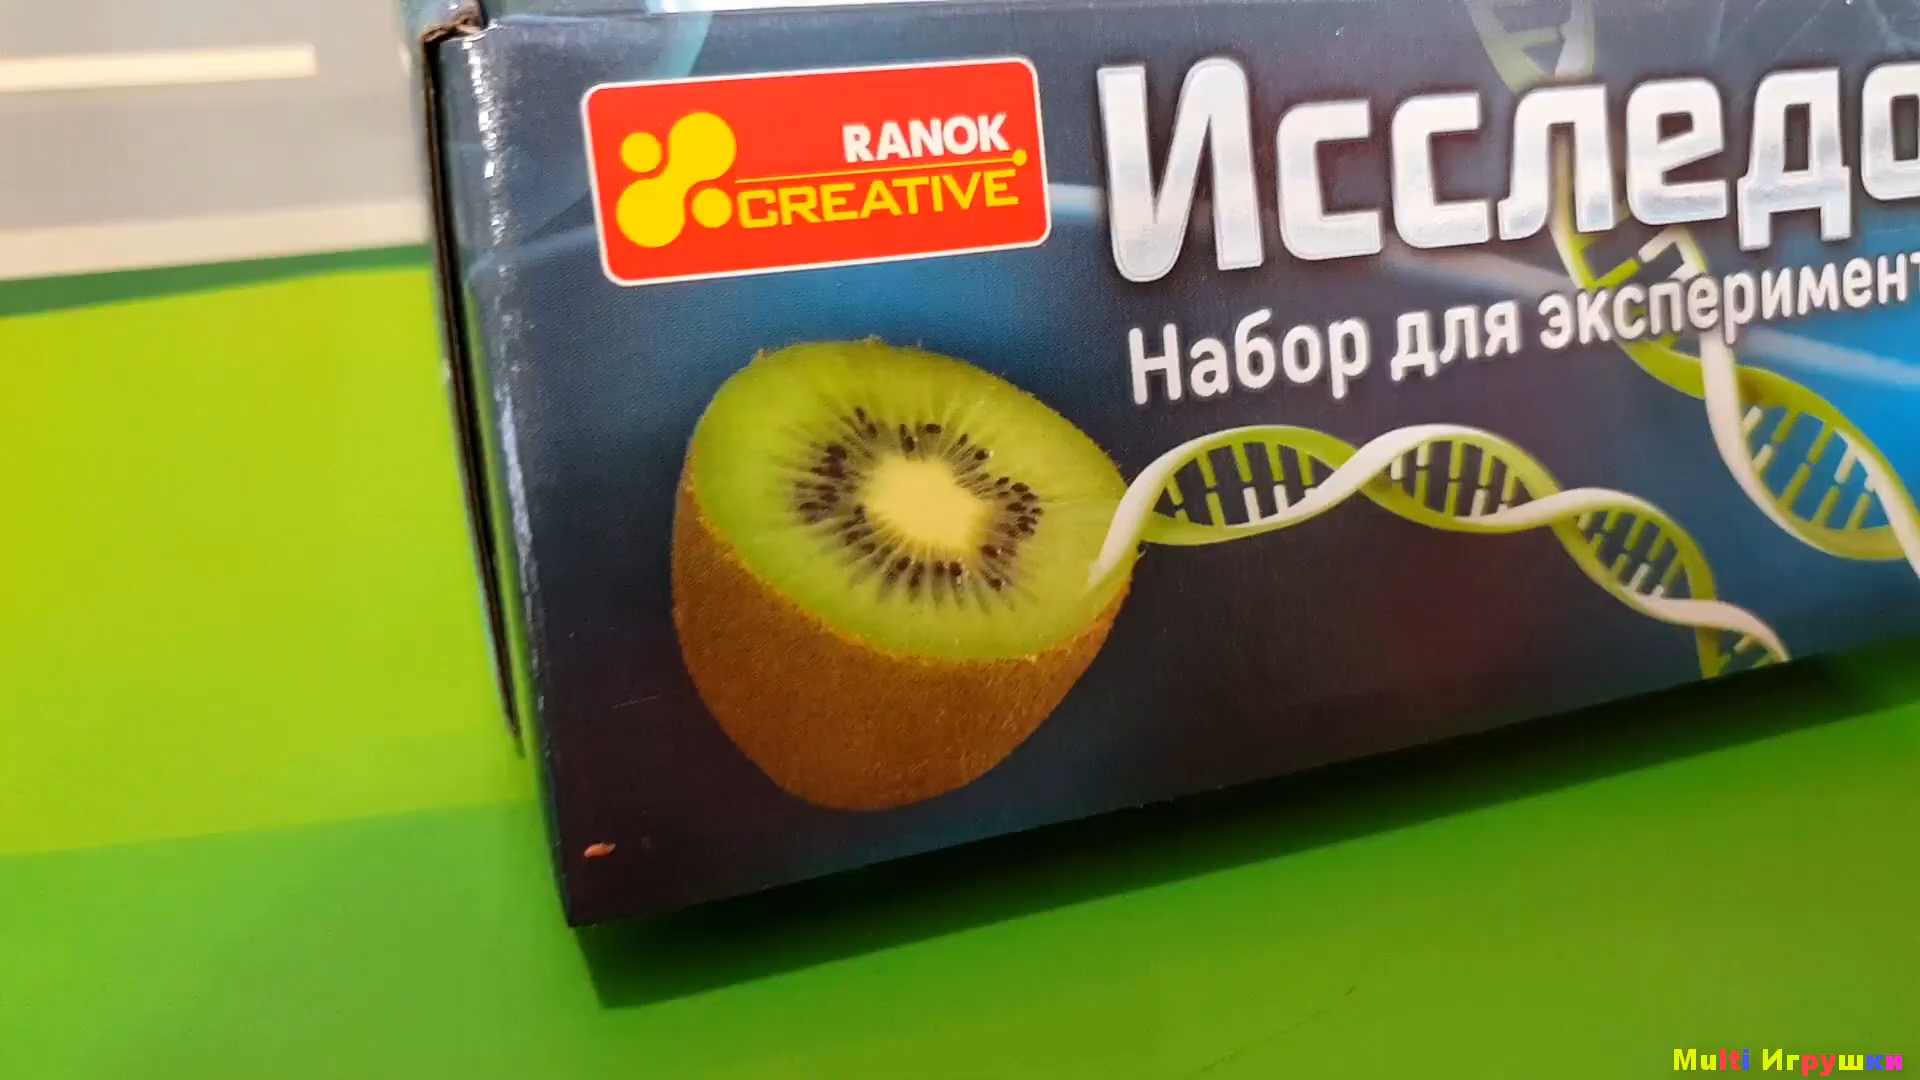 RANOK
CREATIVE
Исследо
Набор для эксперимент
Multi Игрушки